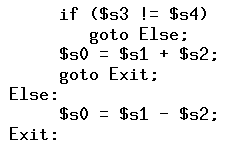 if ($s3 != $s4)
goto Else;
$s0 = $s1 + $s2;
goto Exit;
Else:
$s0 = $s1 - $s2;
Exit: